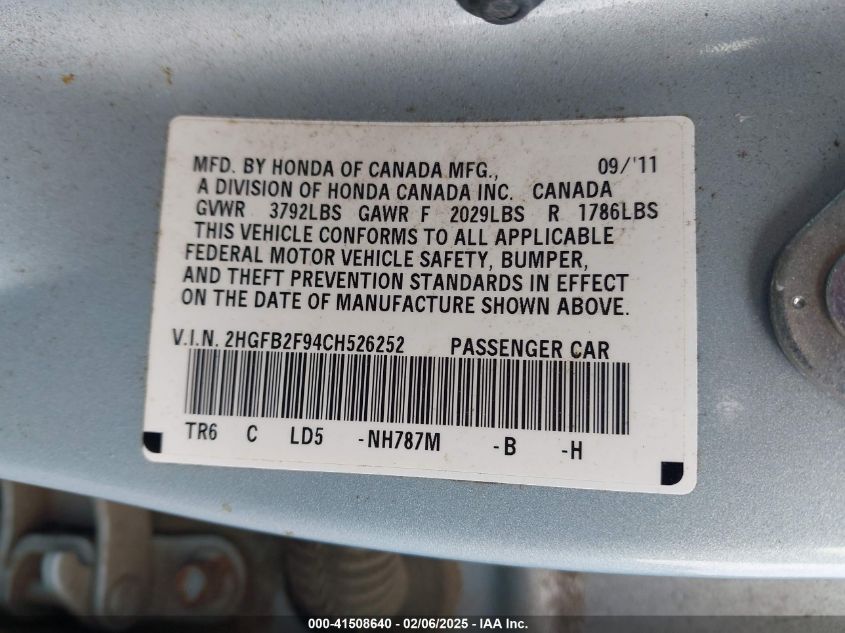 MFD. BY HONDA OF CANADA MFG., 09/'11
A DIVISION OF HONDA CANADA INC. CANADA
GVWR 3792LBS GAWR F 2029LBS R 1786LBS
THIS VEHICLE CONFORMS TO ALL APPLICABLE
FEDERAL MOTOR VEHICLE SAFETY, BUMPER,
AND THEFT PREVENTION STANDARDS IN EFFECT
ON THE DATE OF MANUFACTURE SHOWN ABOVE.
V.I.N. 2HGFB2F94CH526252 PASSENGER CAR
TR6 C LD5 -NH787M -B -H
000-41508640 - 02/06/2025 - IAA Inc.